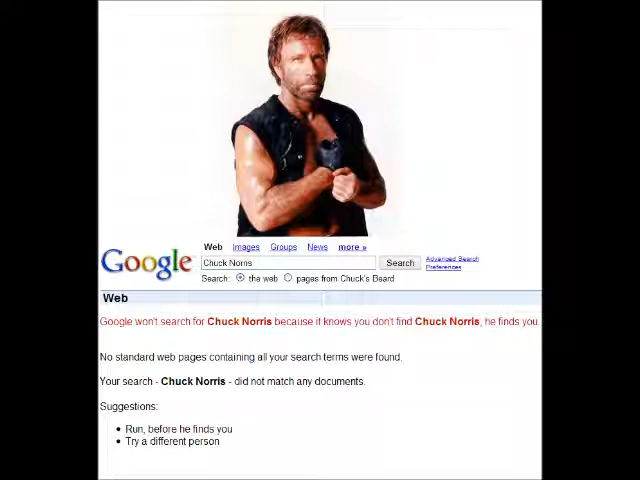 Web Images Groups News more »
Google Chuck Norris Search Advanced Search
Preferences
Search: the web pages from Chuck's Beard
Web
Google won't search for Chuck Norris because it knows you don't find Chuck Norris, he finds you.
No standard web pages containing all your search terms were found.
Your search - Chuck Norris - did not match any documents.
Suggestions:
• Run, before he finds you
• Try a different person